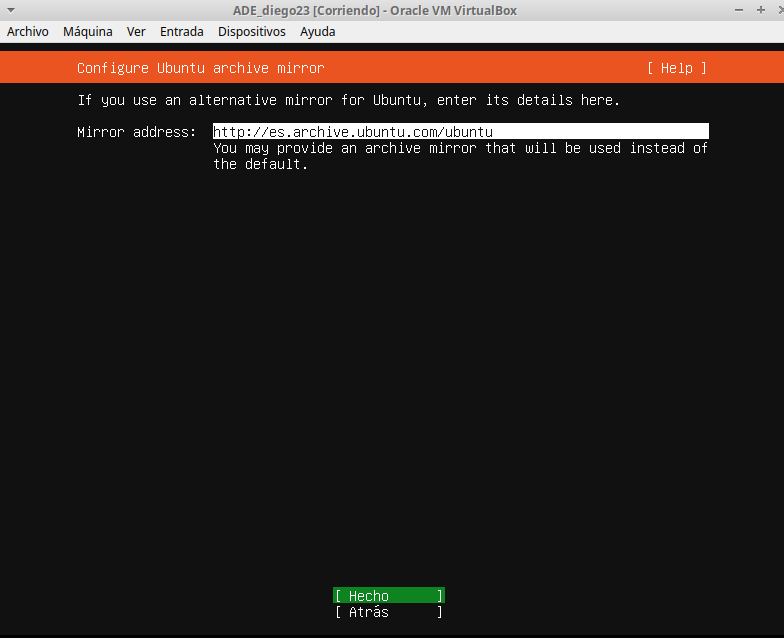 ADE_diego23 [Corriendo] - Oracle VM VirtualBox
Archivo Máquina Ver Entrada Dispositivos Ayuda
Configure Ubuntu archive mirror [ Help ]
If you use an alternative mirror for Ubuntu, enter its details here.
Mirror address: http://es.archive.ubuntu.com/ubuntu
You may provide an archive mirror that will be used instead of
the default.
[ Hecho ]
[ Atrás ]